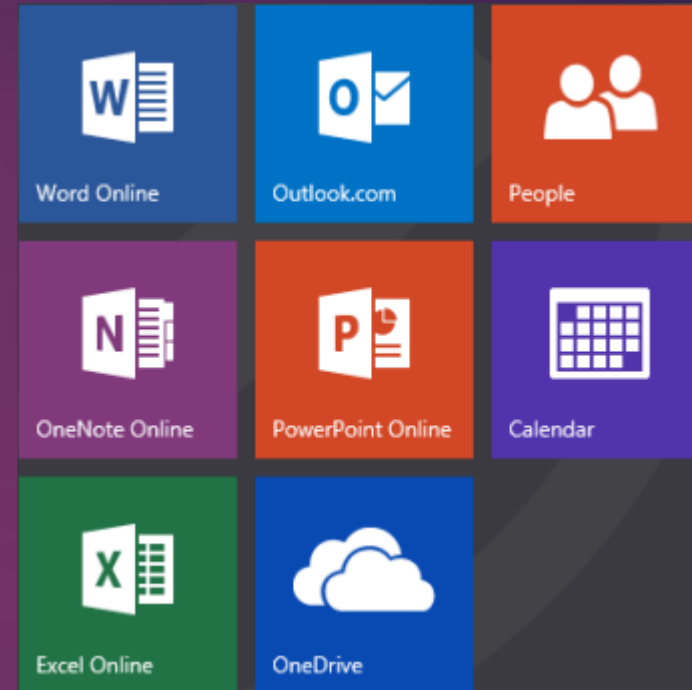 W
Word Online
O
Outlook.com
People
N
OneNote Online
P
PowerPoint Online
Calendar
X
Excel Online
OneDrive